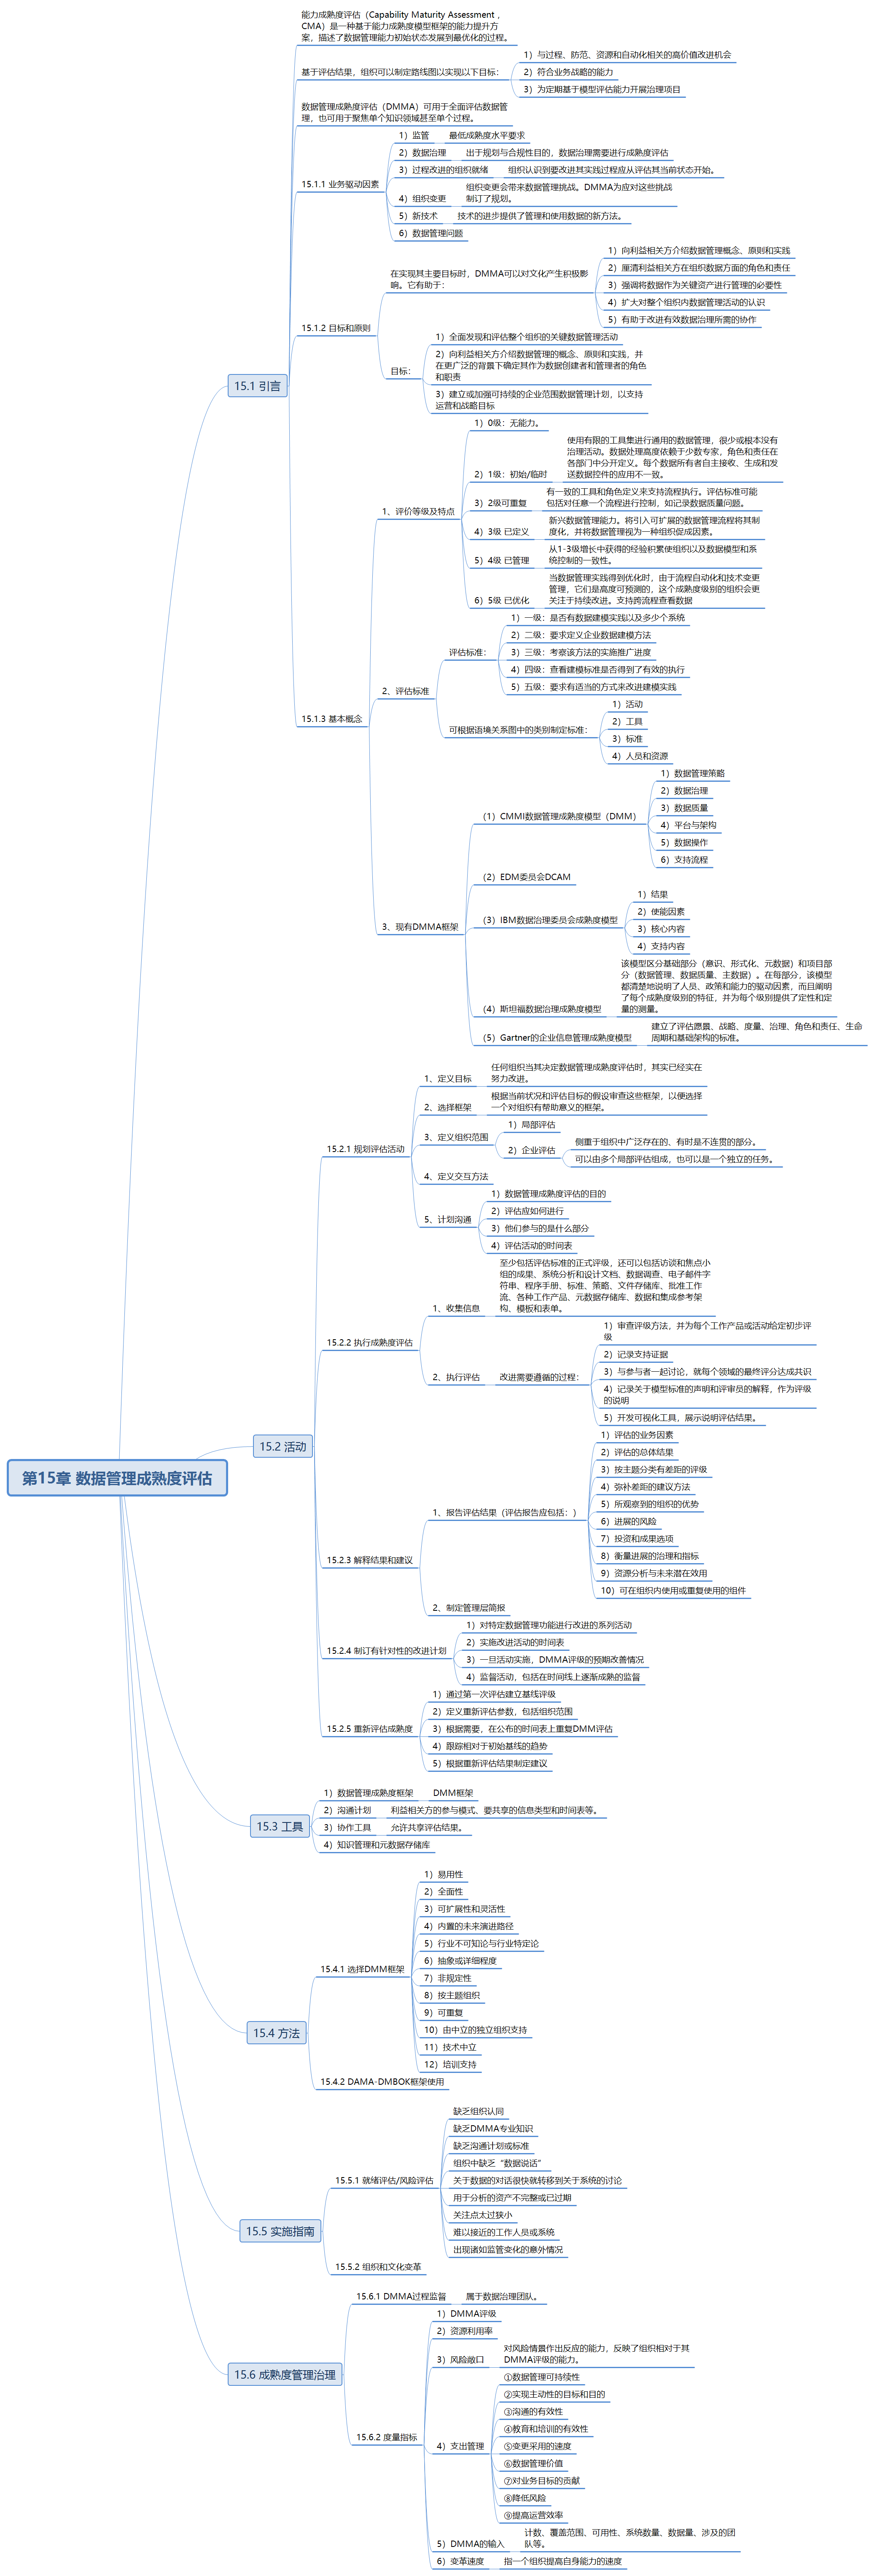 第15章 数据管理成熟度评估
15.1 引言
能力成熟度评估（Capability Maturity Assessment，
CMA）是一种基于能力成熟度模型框架的能力提升方
案，描述了数据管理能力初始状态发展到最优化的过程。
基于评估结果，组织可以制定路线图以实现以下目标：
1）与过程、防范、资源和自动化相关的高价值改进机会
2）符合业务战略的能力
3）为定期基于模型评估能力开展治理项目
数据管理成熟度评估（DMMA）可用于全面评估数据管
理，也可用于聚焦单个知识领域甚至单个过程。
15.1.1 业务驱动因素
1）监管
最低成熟度水平要求
2）数据治理
出于规划与合规性目的，数据治理需要进行成熟度评估
3）过程改进的组织就绪
组织认识到要改进其实践过程应从评估其当前状态开始。
4）组织变更
组织变更会带来数据管理挑战。DMMA为应对这些挑战
制订了规划。
5）新技术
技术的进步提供了管理和使用数据的新方法。
6）数据管理问题
15.1.2 目标和原则
在实现其主要目标时，DMMA可以对文化产生积极影
响。它有助于：
1）向利益相关方介绍数据管理概念、原则和实践
2）厘清利益相关方在组织数据方面的角色和责任
3）强调将数据作为关键资产进行管理的必要性
4）扩大对整个组织内数据管理活动的认识
5）有助于改进有效数据治理所需的协作
目标：
1）全面发现和评估整个组织的关键数据管理活动
2）向利益相关方介绍数据管理的概念、原则和实践，并
在更广泛的背景下确定其作为数据创建者和管理者的角色
和职责
3）建立或加强可持续的企业范围数据管理计划，以支持
运营和战略目标
15.1.3 基本概念
1、评价等级及特点
1）0级：无能力。
2）1级：初始/临时
使用有限的工具集进行通用的数据管理，很少或根本没有
治理活动。数据处理高度依赖于少数专家，角色和责任在
各部门中分开定义。每个数据所有者自主接收、生成和发
送数据控件的应用不一致。
3）2级可重复
有一致的工具和角色定义来支持流程执行。评估标准可能
包括对任意一个流程进行控制，如记录数据质量问题。
4）3级 已定义
新兴数据管理能力。将引入可扩展的数据管理流程将其制
度化，并将数据管理视为一种组织促成因素。
5）4级 已管理
从1-3级增长中获得的经验积累使组织以及数据模型和系
统控制的一致性。
6）5级 已优化
当数据管理实践得到优化时，由于流程自动化和技术变更
管理，它们是高度可预测的，这个成熟度级别的组织会更
关注于持续改进。支持跨流程查看数据
2、评估标准
评估标准：
1）一级：是否有数据建模实践以及多少个系统
2）二级：要求定义企业数据建模方法
3）三级：考察该方法的实施推广进度
4）四级：查看建模标准是否得到了有效的执行
5）五级：要求有适当的方式来改进建模实践
可根据语境关系图中的类别制定标准：
1）活动
2）工具
3）标准
4）人员和资源
3、现有DMMA框架
（1）CMMI数据管理成熟度模型（DMM）
1）数据管理策略
2）数据治理
3）数据质量
4）平台与架构
5）数据操作
6）支持流程
（2）EDM委员会DCAM
（3）IBM数据治理委员会成熟度模型
1）结果
2）使能因素
3）核心内容
4）支持内容
（4）斯坦福数据治理成熟度模型
该模型区分基础部分（意识、形式化、元数据）和项目部
分（数据管理、数据质量、主数据）。在每部分，该模型
都清楚地说明了人员、政策和能力的驱动因素，而且阐明
了每个成熟度级别的特征，并为每个级别提供了定性和定
量的测量。
（5）Gartner的企业信息管理成熟度模型
建立了评估愿景、战略、度量、治理、角色和责任、生命
周期和基础架构的标准。
15.2 活动
15.2.1 规划评估活动
1、定义目标
任何组织当其决定数据管理成熟度评估时，其实已经实在
努力改进。
2、选择框架
根据当前状况和评估目标的假设审查这些框架，以便选择
一个对组织有帮助意义的框架。
3、定义组织范围
1）局部评估
2）企业评估
侧重于组织中广泛存在的、有时是不连贯的部分。
可以由多个局部评估组成，也可以是一个独立的任务。
4、定义交互方法
5、计划沟通
1）数据管理成熟度评估的目的
2）评估应如何进行
3）他们参与的是什么部分
4）评估活动的时间表
15.2.2 执行成熟度评估
1、收集信息
至少包括评估标准的正式评级，还可以包括访谈和焦点小
组的成果、系统分析和设计文档、数据调查、电子邮件字
符串、程序手册、标准、策略、文件存储库、批准工作
流、各种工作产品、元数据存储库、数据和集成参考架
构、模板和表单。
2、执行评估
改进需要遵循的过程：
1）审查评级方法，并为每个工作产品或活动给定初步评
级
2）记录支持证据
3）与参与者一起讨论，就每个领域的最终评分达成共识
4）记录关于模型标准的声明和评审员的解释，作为评级
的说明
5）开发可视化工具，展示说明评估结果。
15.2.3 解释结果和建议
1、报告评估结果（评估报告应包括：）
1）评估的业务因素
2）评估的总体结果
3）按主题分类有差距的评级
4）弥补差距的建议方法
5）所观察到的组织的优势
6）进展的风险
7）投资和成果选项
8）衡量进展的治理和指标
9）资源分析与未来潜在效用
10）可在组织内使用或重复使用的组件
2、制定管理层简报
15.2.4 制订有针对性的改进计划
1）对特定数据管理功能进行改进的系列活动
2）实施改进活动的时间表
3）一旦活动实施，DMMA评级的预期改善情况
4）监督活动，包括在时间线上逐渐成熟的监督
15.2.5 重新评估成熟度
1）通过第一次评估建立基线评级
2）定义重新评估参数，包括组织范围
3）根据需要，在公布的时间表上重复DMM评估
4）跟踪相对于初始基线的趋势
5）根据重新评估结果制定建议
15.3 工具
1）数据管理成熟度框架
DMM框架
2）沟通计划
利益相关方的参与模式、要共享的信息类型和时间表等。
3）协作工具
允许共享评估结果。
4）知识管理和元数据存储库
15.4 方法
15.4.1 选择DMM框架
1）易用性
2）全面性
3）可扩展性和灵活性
4）内置的未来演进路径
5）行业不可知论与行业特定论
6）抽象或详细程度
7）非规定性
8）按主题组织
9）可重复
10）由中立的独立组织支持
11）技术中立
12）培训支持
15.4.2 DAMA-DMBOK框架使用
15.5 实施指南
15.5.1 就绪评估/风险评估
缺乏组织认同
缺乏DMMA专业知识
缺乏沟通计划或标准
组织中缺乏“数据说话”
关于数据的对话很快就转移到关于系统的讨论
用于分析的资产不完整或已过期
关注点太过狭小
难以接近的工作人员或系统
出现诸如监管变化的意外情况
15.5.2 组织和文化变革
15.6 成熟度管理治理
15.6.1 DMMA过程监督
属于数据治理团队。
15.6.2 度量指标
1）DMMA评级
2）资源利用率
3）风险敞口
对风险情景作出反应的能力，反映了组织相对于其
DMMA评级的能力。
4）支出管理
①数据管理可持续性
②实现主动性的目标和目的
③沟通的有效性
④教育和培训的有效性
⑤变更采用的速度
⑥数据管理价值
⑦对业务目标的贡献
⑧降低风险
⑨提高运营效率
5）DMMA的输入
计数、覆盖范围、可用性、系统数量、数据量、涉及的团
队等。
6）变革速度
指一个组织提高自身能力的速度